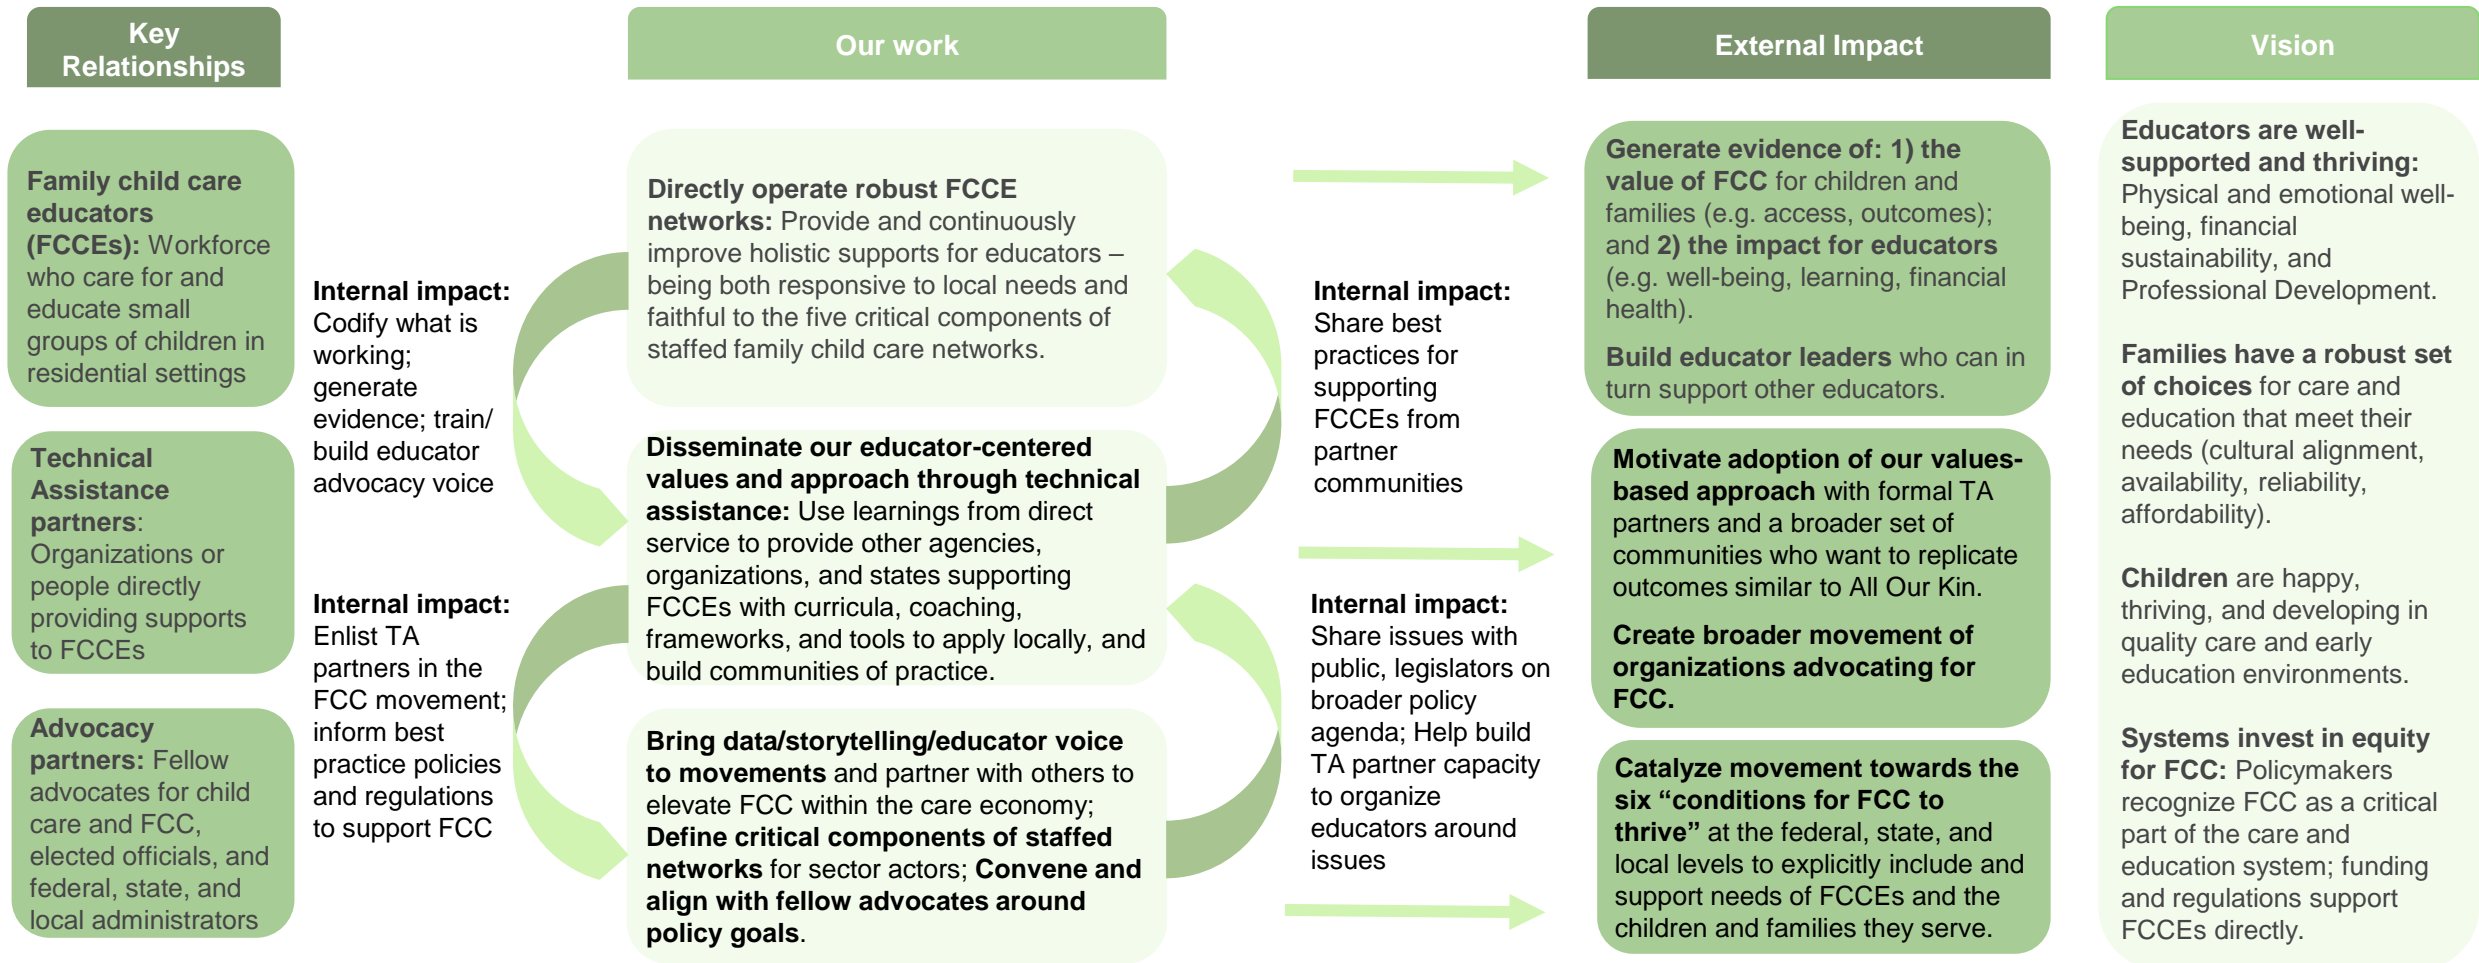 Key
Relationships
Our work
External Impact
Vision
Family child care
educators
(FCCEs): Workforce
who care for and
educate small
groups of children in
residential settings
Technical
Assistance
partners:
Organizations or
people directly
providing supports
to FCCEs
Advocacy
partners: Fellow
advocates for child
care and FCC,
elected officials, and
federal, state, and
local administrators
Internal impact:
Codify what is
working;
generate
evidence; train/
build educator
advocacy voice
Internal impact:
Enlist TA
partners in the
FCC movement;
inform best
practice policies
and regulations
to support FCC
Directly operate robust FCCE
networks: Provide and continuously
improve holistic supports for educators –
being both responsive to local needs and
faithful to the five critical components of
staffed family child care networks.
Disseminate our educator-centered
values and approach through technical
assistance: Use learnings from direct
service to provide other agencies,
organizations, and states supporting
FCCEs with curricula, coaching,
frameworks, and tools to apply locally, and
build communities of practice.
Bring data/storytelling/educator voice
to movements and partner with others to
elevate FCC within the care economy;
Define critical components of staffed
networks for sector actors; Convene and
align with fellow advocates around
policy goals.
Internal impact:
Share best
practices for
supporting
FCCEs from
partner
communities
Internal impact:
Share issues with
public, legislators on
broader policy
agenda; Help build
TA partner capacity
to organize
educators around
issues
Generate evidence of: 1) the
value of FCC for children and
families (e.g. access, outcomes);
and 2) the impact for educators
(e.g. well-being, learning, financial
health).
Build educator leaders who can in
turn support other educators.
Motivate adoption of our values-
based approach with formal TA
partners and a broader set of
communities who want to replicate
outcomes similar to All Our Kin.
Create broader movement of
organizations advocating for
FCC.
Catalyze movement towards the
six “conditions for FCC to
thrive” at the federal, state, and
local levels to explicitly include and
support needs of FCCEs and the
children and families they serve.
Educators are well-
supported and thriving:
Physical and emotional well-
being, financial
sustainability, and
Professional Development.
Families have a robust set
of choices for care and
education that meet their
needs (cultural alignment,
availability, reliability,
affordability).
Children are happy,
thriving, and developing in
quality care and early
education environments.
Systems invest in equity
for FCC: Policymakers
recognize FCC as a critical
part of the care and
education system; funding
and regulations support
FCCEs directly.